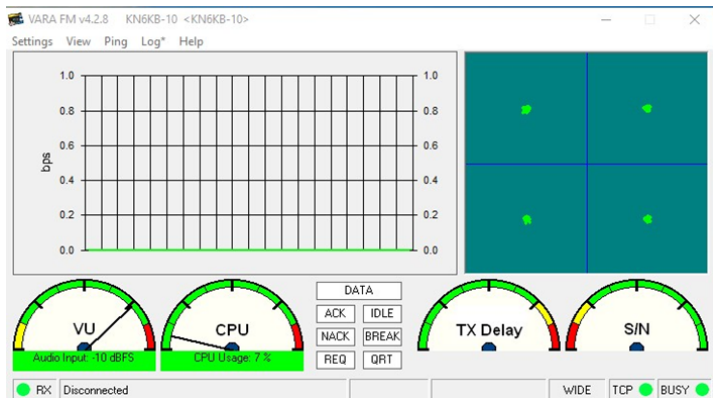 VARA FM v4.2.8 KN6KB-10 <KN6KB-10>
Settings View Ping Log* Help
bps
1.0
0.8
0.6
0.4
0.2
0.0
1.0
0.8
0.6
0.4
0.2
0.0
VU
Audio Input: -10 dBFS
CPU
CPU Usage: 7 %
DATA
ACK IDLE
NACK BREAK
REQ QRT
TX Delay
S/N
RX Disconnected WIDE TCP BUSY